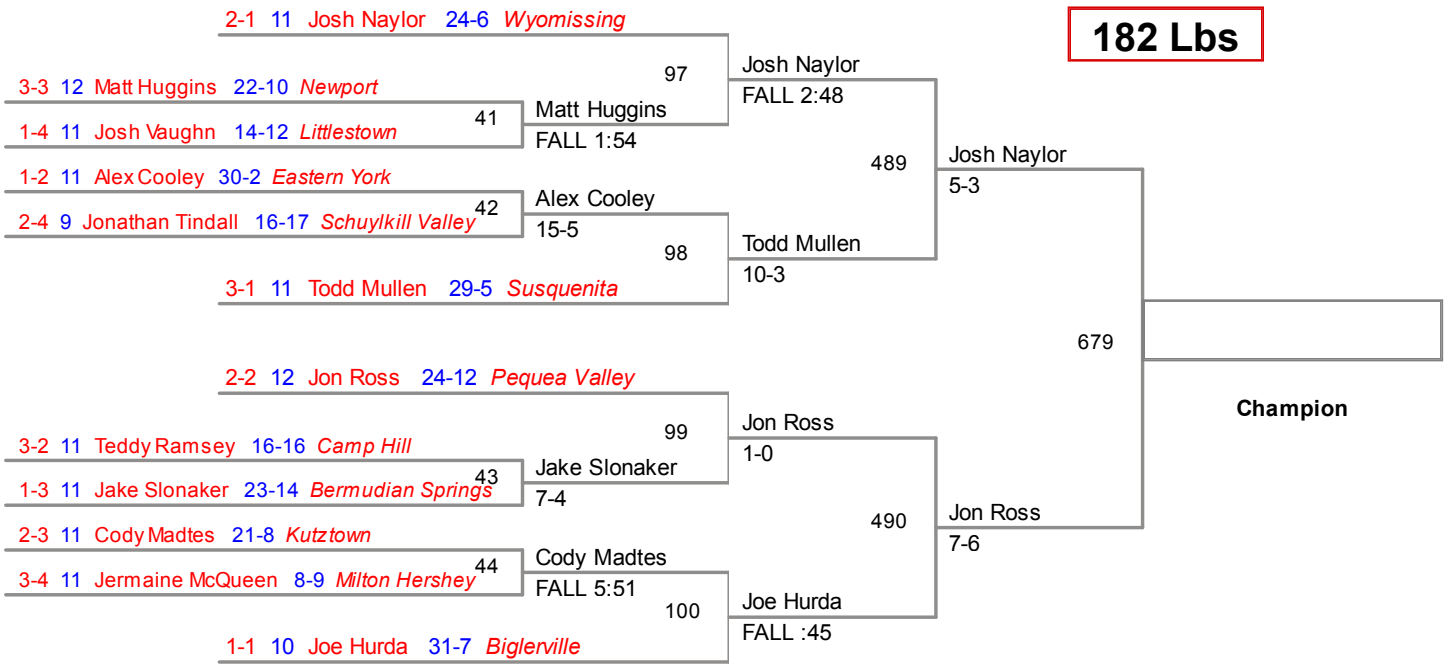 2-1 11 Josh Naylor 24-6 Wyomissing
182 Lbs
97
Josh Naylor
FALL 2:48
3-3 12 Matt Huggins 22-10 Newport
41
Matt Huggins
FALL 1:54
1-4 11 Josh Vaughn 14-12 Littlestown
489
Josh Naylor
5-3
1-2 11 Alex Cooley 30-2 Eastern York
42
Alex Cooley
15-5
2-4 9 Jonathan Tindall 16-17 Schuylkill Valley
98
Todd Mullen
10-3
3-1 11 Todd Mullen 29-5 Susquenita
679
Champion
2-2 12 Jon Ross 24-12 Pequea Valley
99
Jon Ross
1-0
3-2 11 Teddy Ramsey 16-16 Camp Hill
43
Jake Slonaker
7-4
1-3 11 Jake Slonaker 23-14 Bermudian Springs
490
Jon Ross
7-6
2-3 11 Cody Madtes 21-8 Kutztown
44
Cody Madtes
FALL 5:51
3-4 11 Jermaine McQueen 8-9 Milton Hershey
100
Joe Hurda
FALL :45
1-1 10 Joe Hurda 31-7 Biglerville